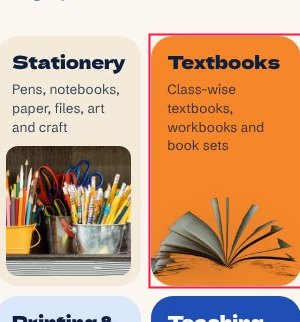 Stationery
Pens, notebooks,
paper, files, art
and craft
Textbooks
Class-wise
textbooks,
workbooks and
book sets